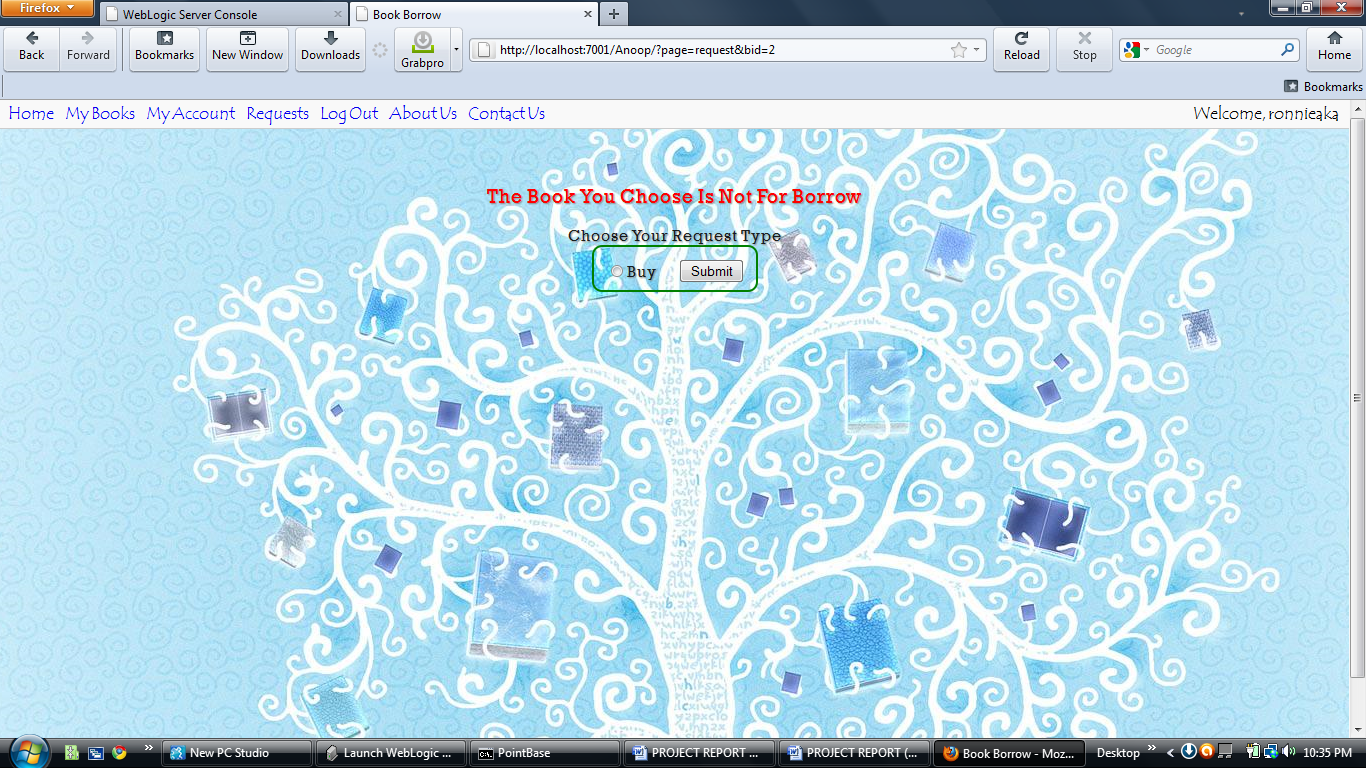 Firefox
WebLogic Server Console
Book Borrow
Back
Forward
Bookmarks
New Window
Downloads
Grabpro
http://localhost:7001/Anoop/?page=request&bid=2
Reload
Stop
Google
Home
Bookmarks
Home My Books My Account Requests Log Out About Us Contact Us
Welcome, ronnieaka
The Book You Choose Is Not For Borrow
Choose Your Request Type
Buy Submit
New PC Studio
Launch WebLogic ...
PointBase
PROJECT REPORT ...
PROJECT REPORT (...
Book Borrow - Moz...
Desktop
10:35 PM